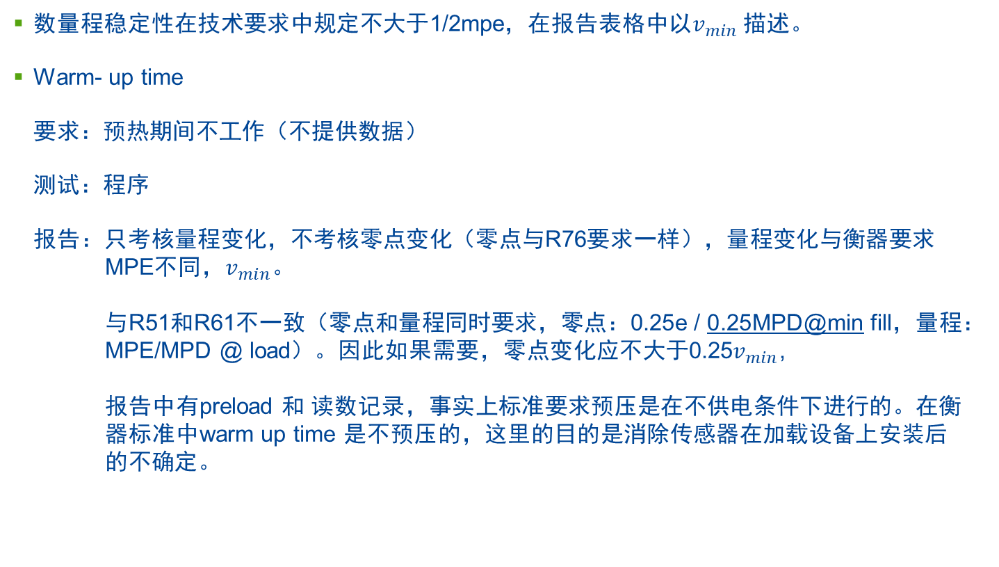 ▪ 数量程稳定性在技术要求中规定不大于1/2mpe，在报告表格中以v_min 描述。
▪ Warm- up time
要求：预热期间不工作（不提供数据）
测试：程序
报告：只考核量程变化，不考核零点变化（零点与R76要求一样），量程变化与衡器要求
MPE不同，v_min。
与R51和R61不一致（零点和量程同时要求，零点：0.25e / 0.25MPD@min fill，量程：
MPE/MPD @ load）。因此如果需要，零点变化应不大于0.25v_min,
报告中有preload 和 读数记录，事实上标准要求预压是在不供电条件下进行的。在衡
器标准中warm up time 是不预压的，这里的目的是消除传感器在加载设备上安装后
的不确定。